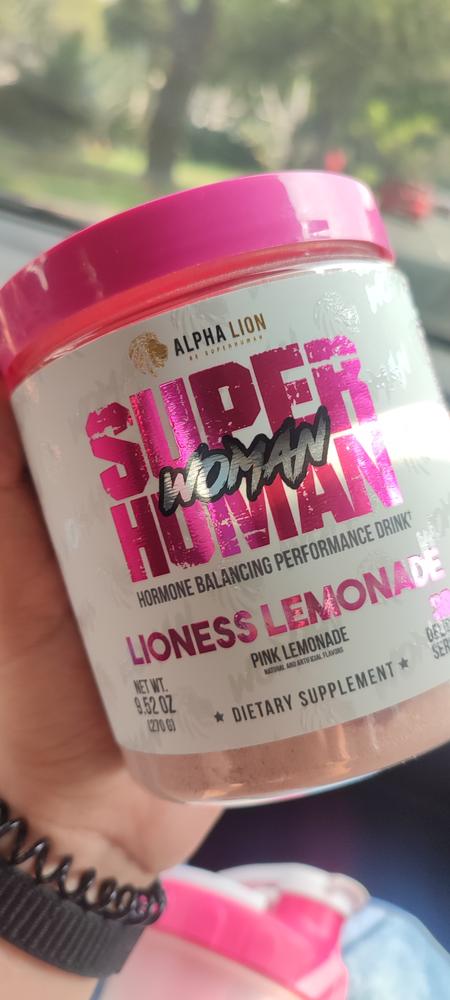 ALPHA LION
BE SUPERHUMAN
SUPER
WOMAN
HUMAN
HORMONE BALANCING PERFORMANCE DRINK†
LIONESS LEMONADE
PINK LEMONADE
NATURAL AND ARTIFICIAL FLAVORS
NET WT.
9.52 OZ
(270 G)
★ DIETARY SUPPLEMENT ★